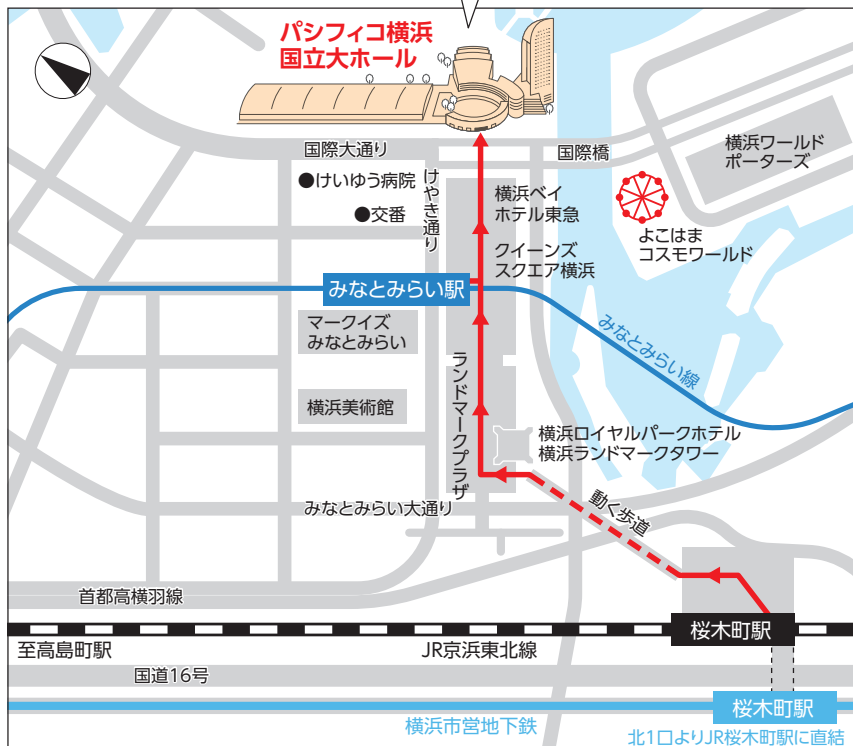 パシフィコ横浜
国立大ホール
国際大通り
国際橋
横浜ワールド
ポーターズ
●けいゆう病院
●交番
けやき通り
横浜ベイ
ホテル東急
よこはま
コスモワールド
クイーンズ
スクエア横浜
みなとみらい駅
マークイズ
みなとみらい
みなとみらい線
ランドマークプラザ
横浜美術館
横浜ロイヤルパークホテル
横浜ランドマークタワー
みなとみらい大通り
動く歩道
首都高横羽線
桜木町駅
至高島町駅
JR京浜東北線
国道16号
桜木町駅
横浜市営地下鉄
北1口よりJR桜木町駅に直結